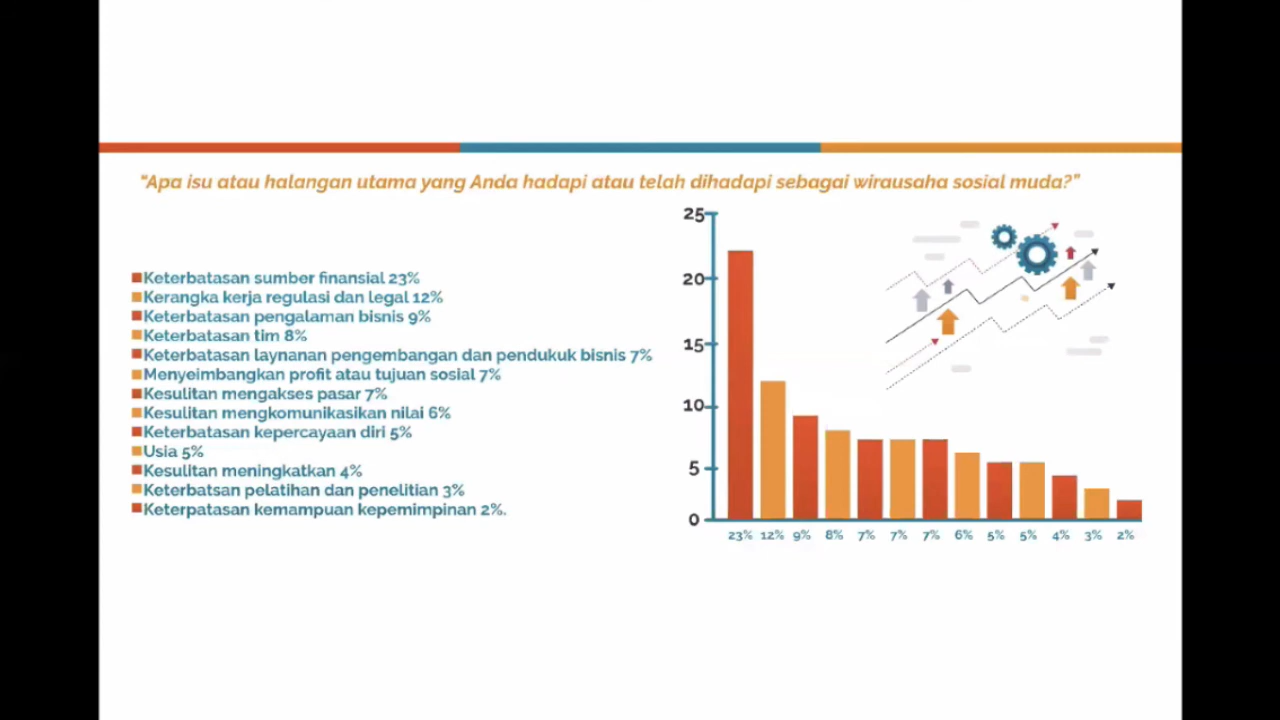 "Apa isu atau halangan utama yang Anda hadapi atau telah dihadapi sebagai wirausaha sosial muda?"
Keterbatasan sumber finansial 23%
Kerangka kerja regulasi dan legal 12%
Keterbatasan pengalaman bisnis 9%
Keterbatasan tim 8%
Keterbatasan laynanan pengembangan dan pendukuk bisnis 7%
Menyeimbangkan profit atau tujuan sosial 7%
Kesulitan mengakses pasar 7%
Kesulitan mengkomunikasikan nilai 6%
Keterbatasan kepercayaan diri 5%
Usia 5%
Kesulitan meningkatkan 4%
Keterbatsan pelatihan dan penelitian 3%
Keterpatasan kemampuan kepemimpinan 2%.
25
20
15
10
5
0
23% 12% 9% 8% 7% 7% 7% 6% 5% 5% 4% 3% 2%